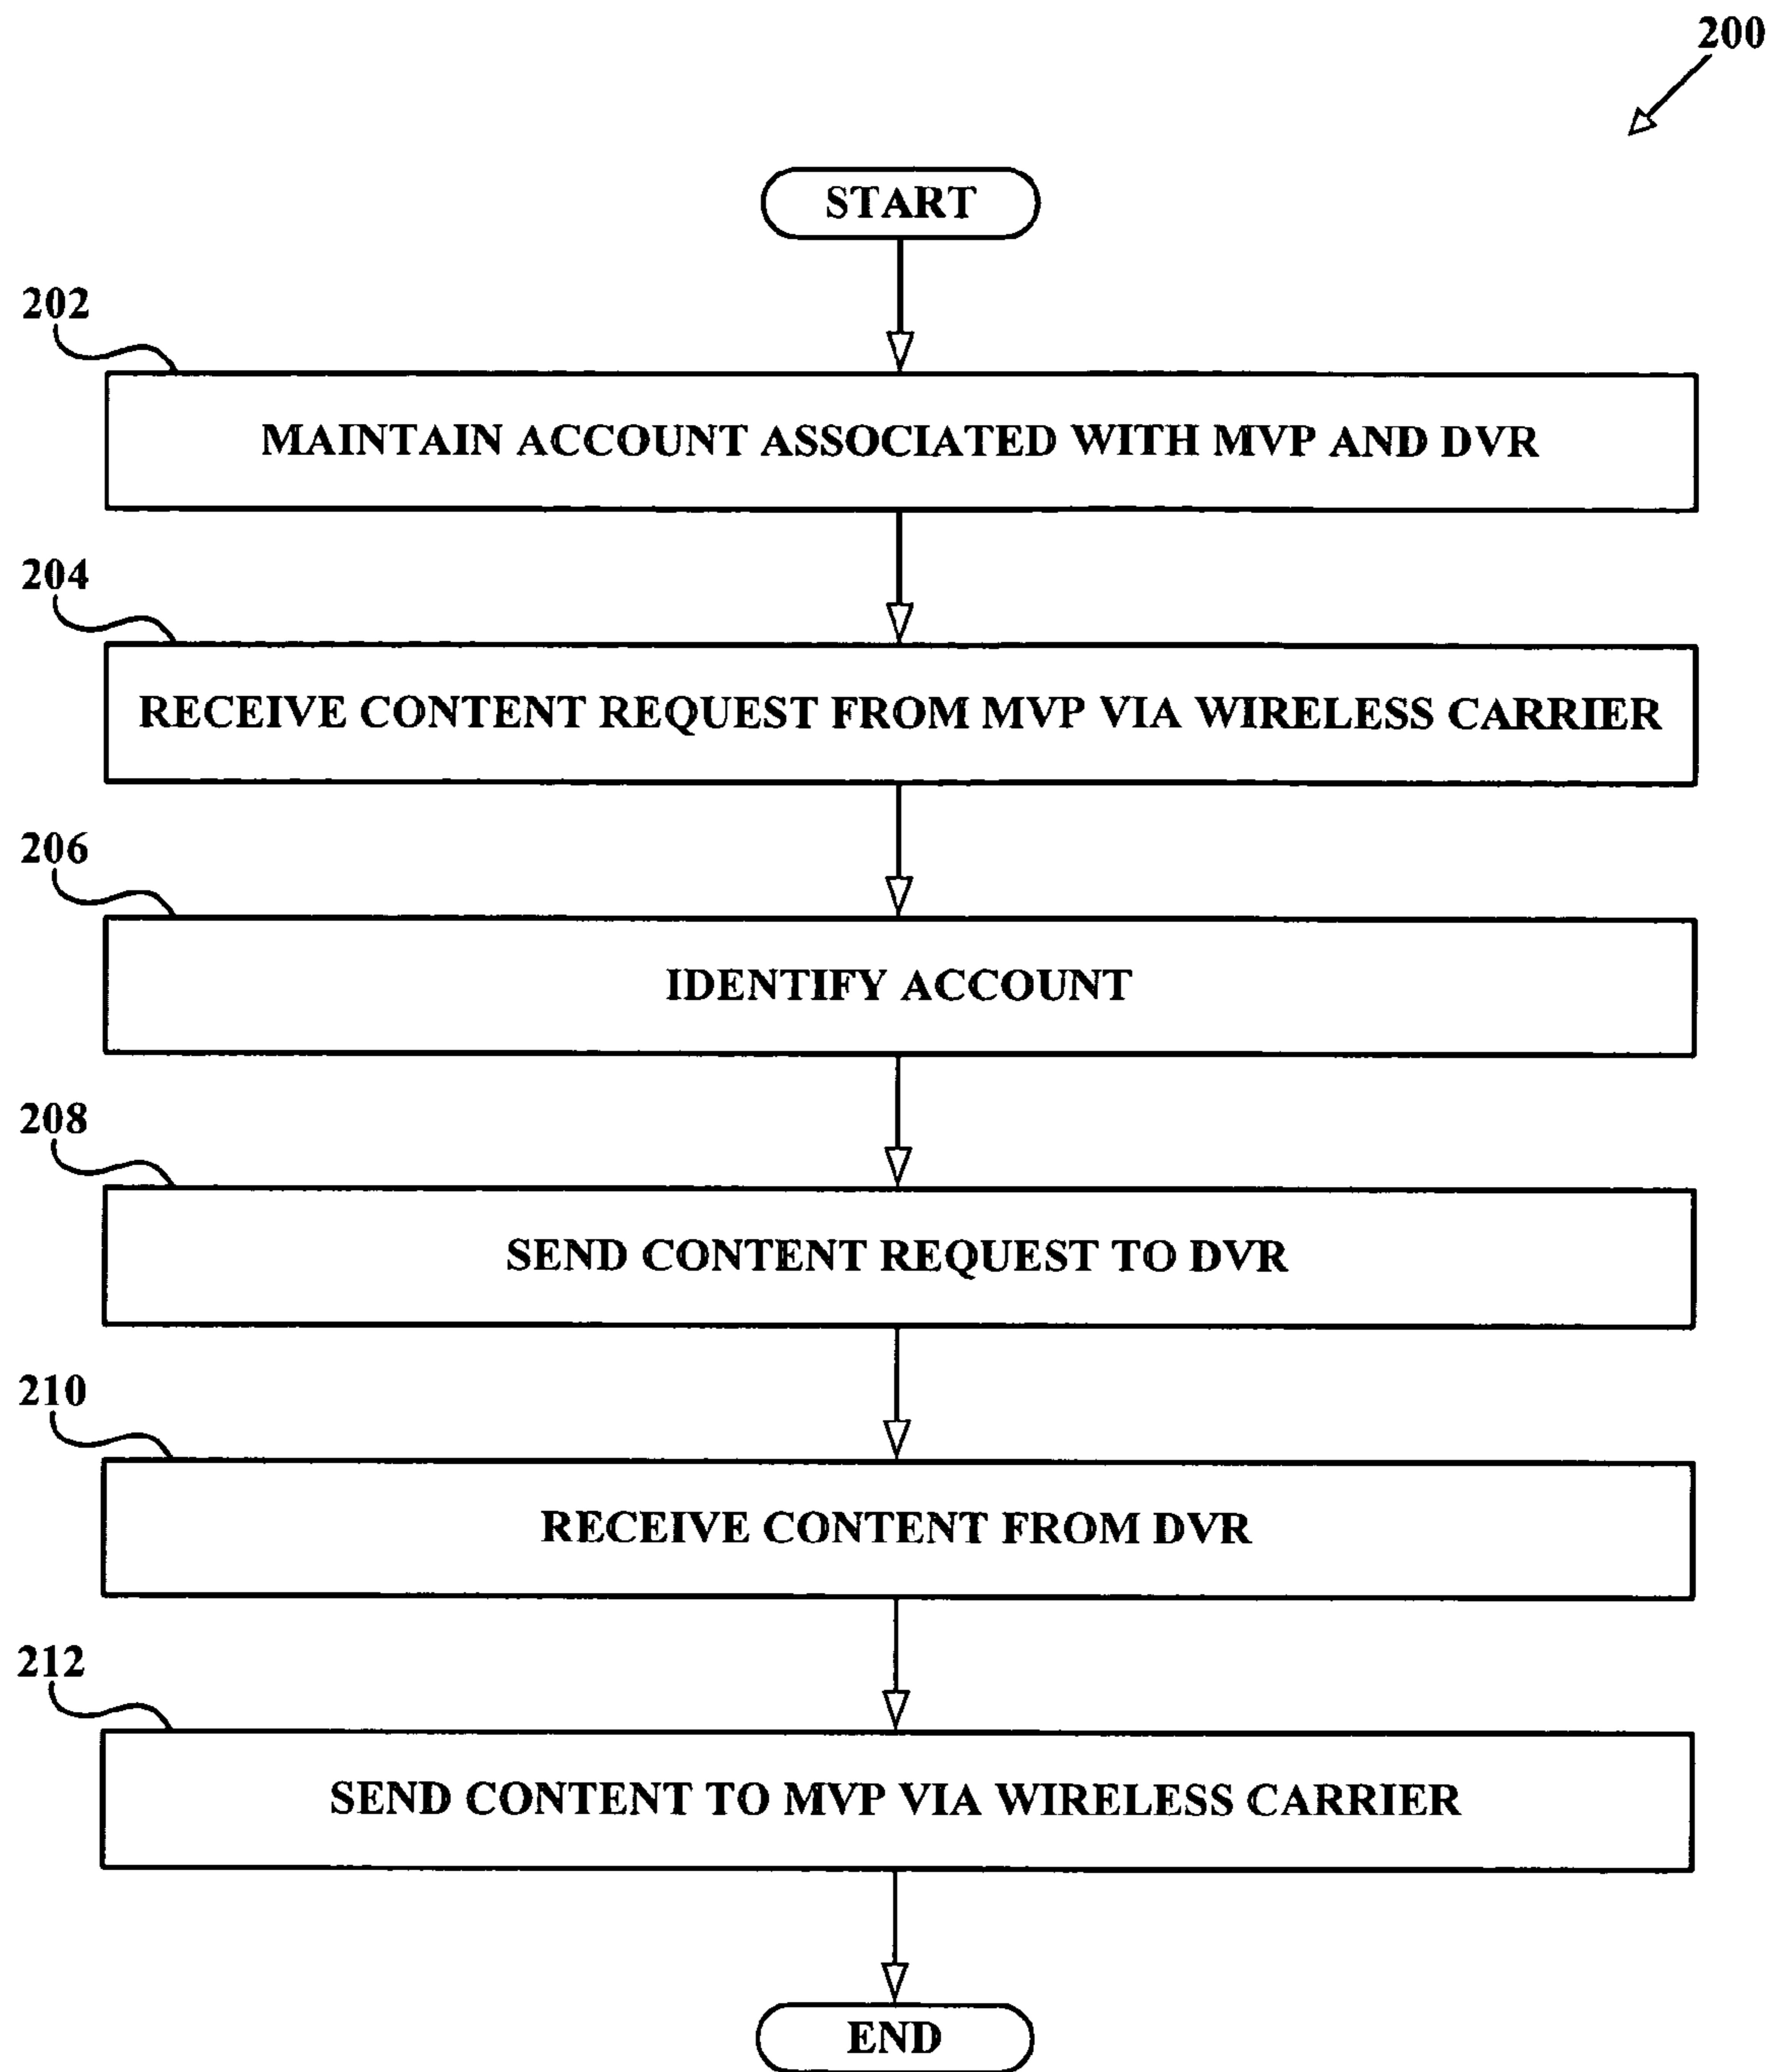 200
START
202
MAINTAIN ACCOUNT ASSOCIATED WITH MVP AND DVR
204
RECEIVE CONTENT REQUEST FROM MVP VIA WIRELESS CARRIER
206
IDENTIFY ACCOUNT
208
SEND CONTENT REQUEST TO DVR
210
RECEIVE CONTENT FROM DVR
212
SEND CONTENT TO MVP VIA WIRELESS CARRIER
END